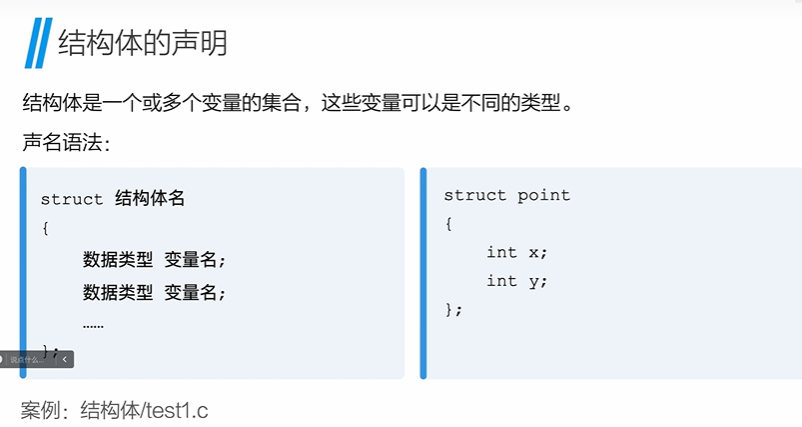 结构体的声明
结构体是一个或多个变量的集合，这些变量可以是不同的类型。
声名语法：
struct 结构体名
{
数据类型 变量名;
数据类型 变量名;
……
};
struct point
{
int x;
int y;
};
说点什么...
案例：结构体/test1.c